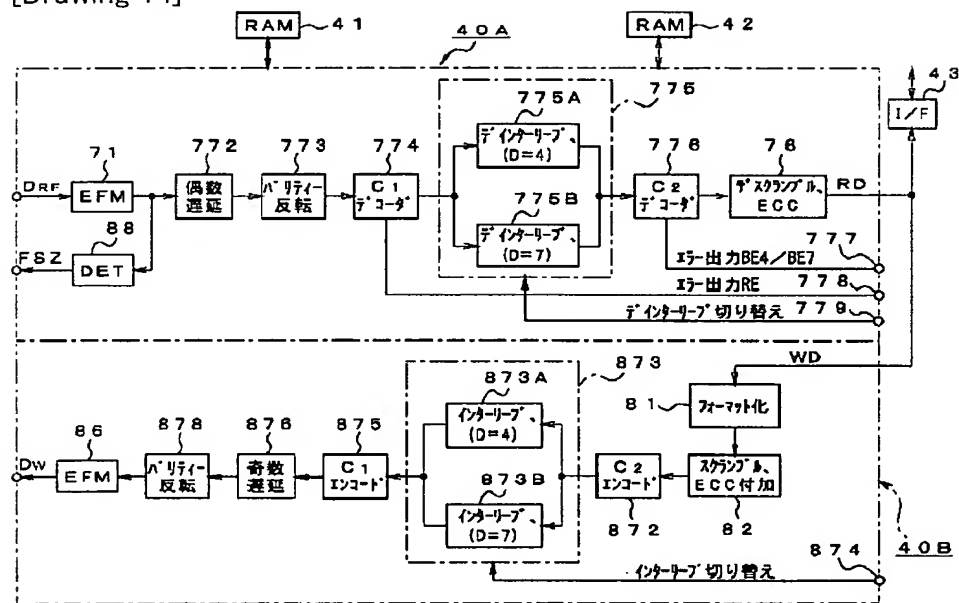 RAM
41
40A
RAM
42
775
43
I/F
775A
デインターリーブ、
(D=4)
71
772
773
774
776
76
DRF
EFM
偶数
遅延
パリティー
反転
C1
デコーダ
C2
デコーダ
デスクランブル、
ECC
RD
775B
デインターリーブ、
(D=7)
88
FSZ
DET
777
エラー出力BE4/BE7
778
エラー出力RE
デインターリーブ切り替え
779
WD
873
873A
インターリーブ、
(D=4)
81
フォーマット化
86
878
876
875
DW
EFM
パリティー
反転
奇数
遅延
C1
エンコード
C2
エンコード
スクランブル、
ECC付加
873B
インターリーブ、
(D=7)
872
82
874
40B
インターリーブ切り替え